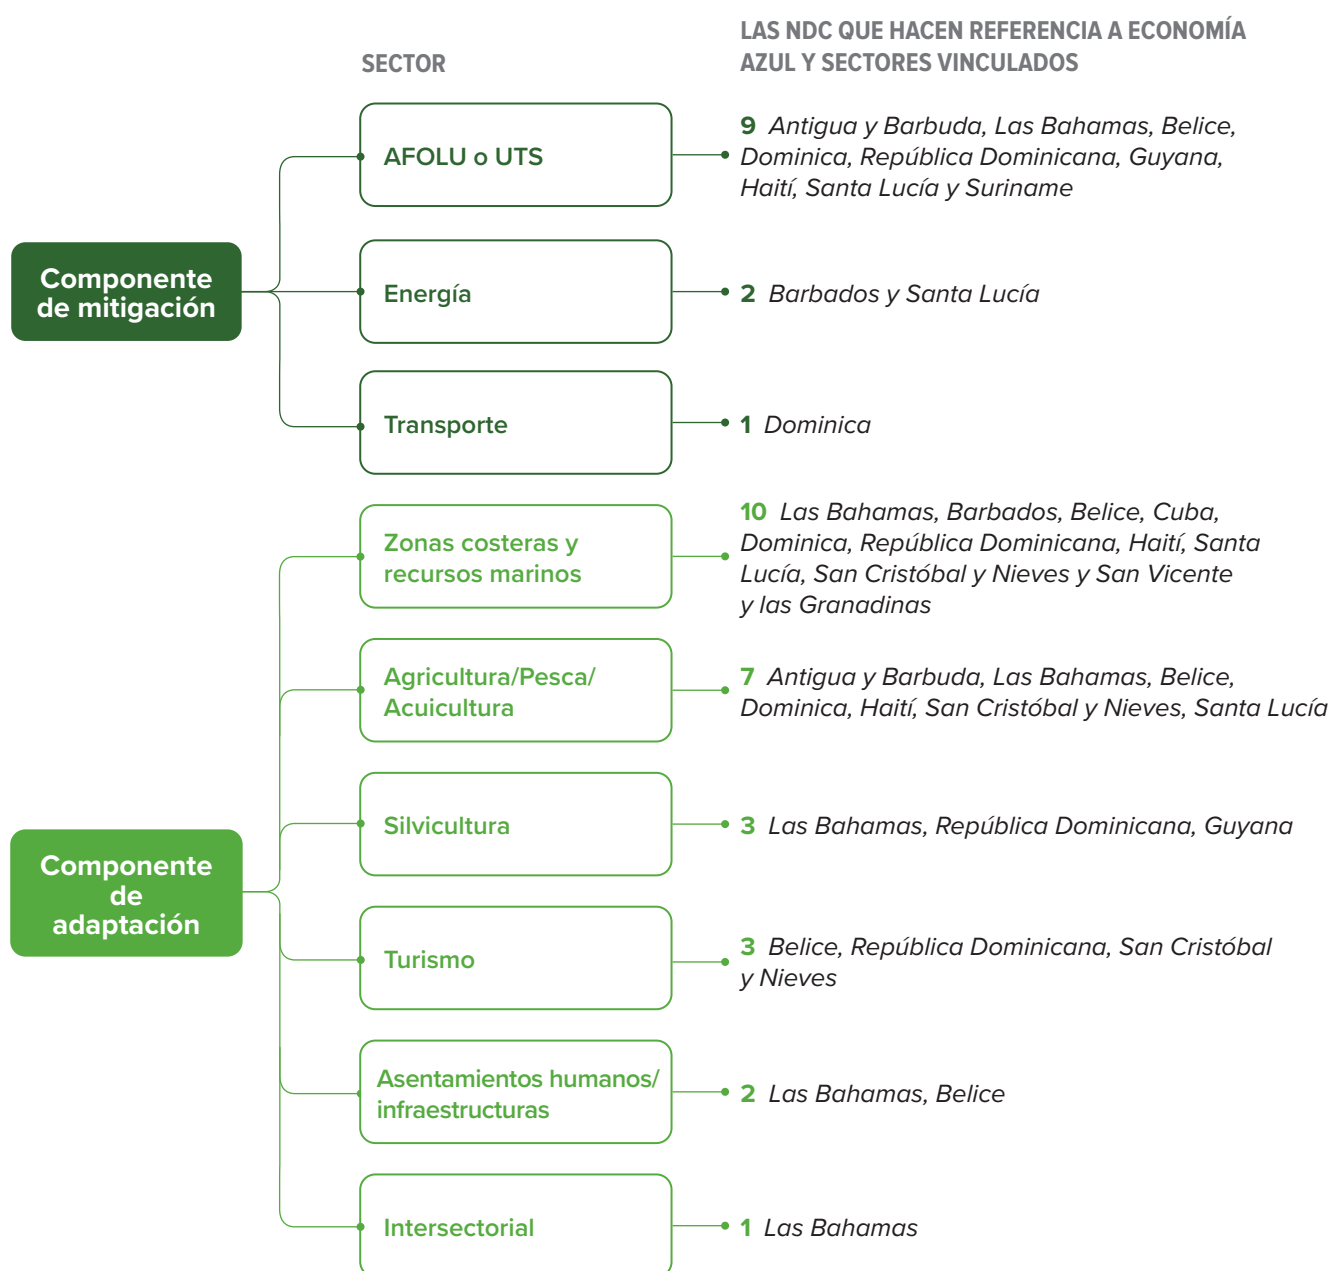 SECTOR
LAS NDC QUE HACEN REFERENCIA A ECONOMÍA
AZUL Y SECTORES VINCULADOS
Componente
de mitigación
AFOLU o UTS
9 Antigua y Barbuda, Las Bahamas, Belice,
Dominica, República Dominicana, Guyana,
Haití, Santa Lucía y Suriname
Energía
2 Barbados y Santa Lucía
Transporte
1 Dominica
Componente
de
adaptación
Zonas costeras y
recursos marinos
10 Las Bahamas, Barbados, Belice, Cuba,
Dominica, República Dominicana, Haití, Santa
Lucía, San Cristóbal y Nieves y San Vicente
y las Granadinas
Agricultura/Pesca/
Acuicultura
7 Antigua y Barbuda, Las Bahamas, Belice,
Dominica, Haití, San Cristóbal y Nieves, Santa Lucía
Silvicultura
3 Las Bahamas, República Dominicana, Guyana
Turismo
3 Belice, República Dominicana, San Cristóbal
y Nieves
Asentamientos humanos/
infraestructuras
2 Las Bahamas, Belice
Intersectorial
1 Las Bahamas